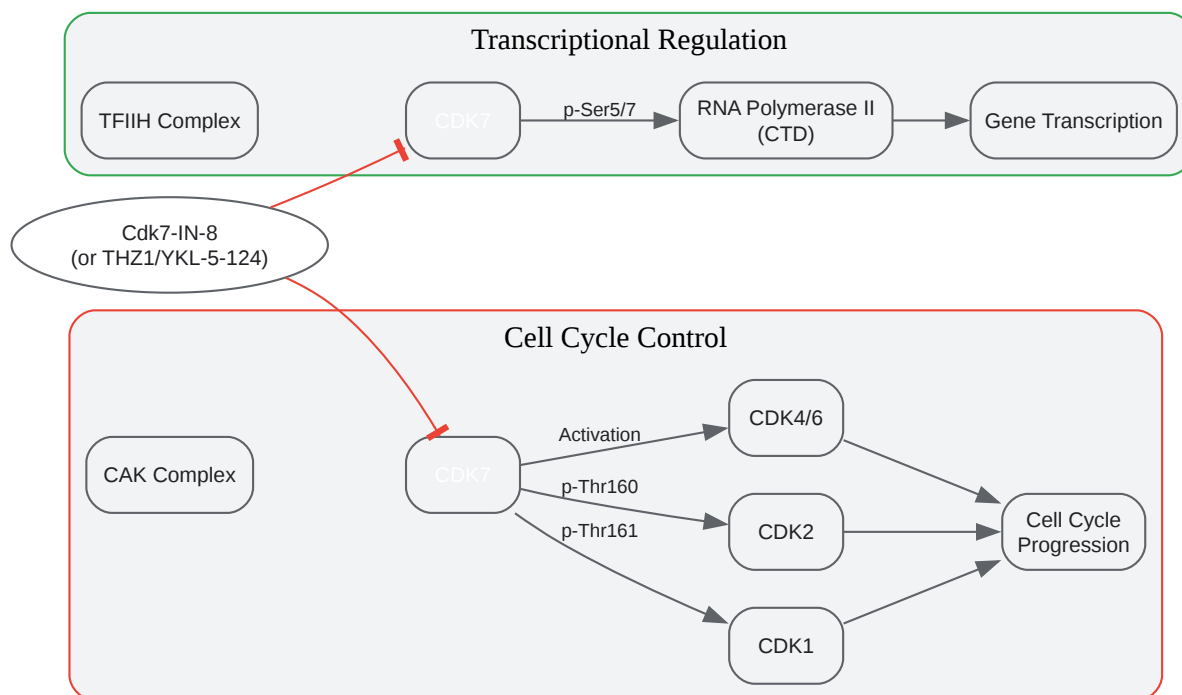 Transcriptional Regulation
TFIIH Complex
CDK7
p-Ser5/7
RNA Polymerase II
(CTD)
Gene Transcription
Cdk7-IN-8
(or THZ1/YKL-5-124)
Cell Cycle Control
CAK Complex
CDK7
Activation
p-Thr160
p-Thr161
CDK4/6
CDK2
CDK1
Cell Cycle
Progression